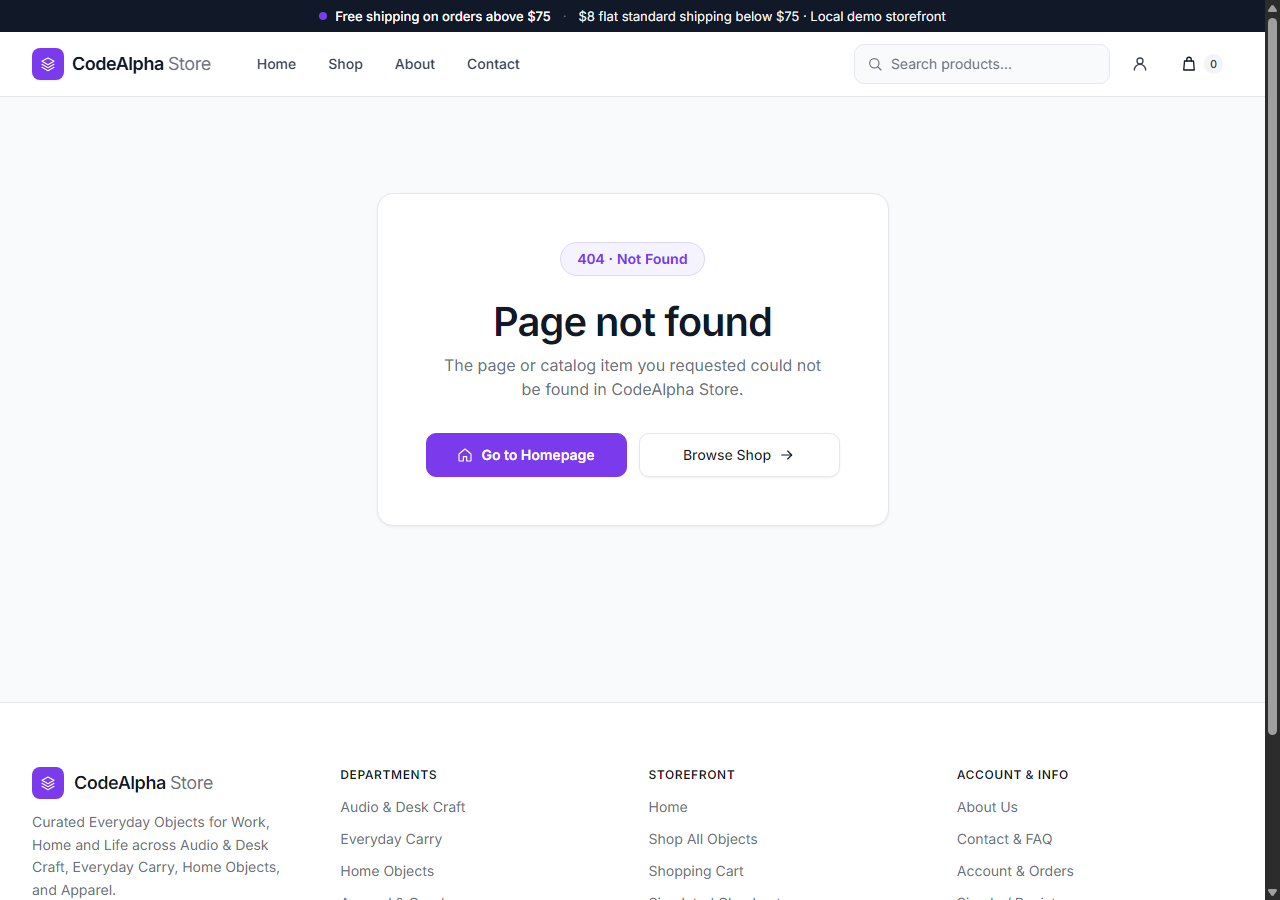 Free shipping on orders above $75 · $8 flat standard shipping below $75 · Local demo storefront
CodeAlpha Store
Home
Shop
About
Contact
Search products...
0
404 · Not Found
Page not found
The page or catalog item you requested could not
be found in CodeAlpha Store.
Go to Homepage
Browse Shop →
CodeAlpha Store
Curated Everyday Objects for Work,
Home and Life across Audio & Desk
Craft, Everyday Carry, Home Objects,
and Apparel.
DEPARTMENTS
Audio & Desk Craft
Everyday Carry
Home Objects
STOREFRONT
Home
Shop All Objects
Shopping Cart
ACCOUNT & INFO
About Us
Contact & FAQ
Account & Orders